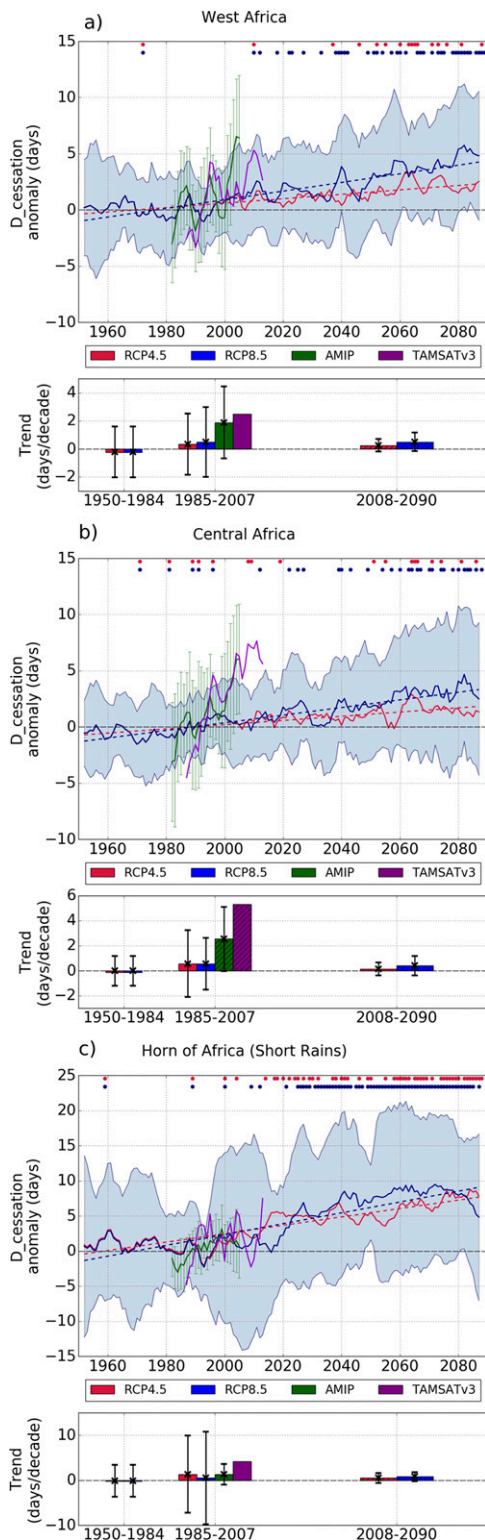 a) West Africa
15
10
5
0
−5
−10
D_cessation
anomaly (days)
1960 1980 2000 2020 2040 2060 2080
RCP4.5 RCP8.5 AMIP TAMSATv3
4
2
0
−2
Trend
(days/decade)
1950-1984 1985-2007 2008-2090
b) Central Africa
15
10
5
0
−5
−10
D_cessation
anomaly (days)
1960 1980 2000 2020 2040 2060 2080
RCP4.5 RCP8.5 AMIP TAMSATv3
6
4
2
0
−2
Trend
(days/decade)
1950-1984 1985-2007 2008-2090
c) Horn of Africa (Short Rains)
25
20
15
10
5
0
−5
−10
−15
D_cessation
anomaly (days)
1960 1980 2000 2020 2040 2060 2080
RCP4.5 RCP8.5 AMIP TAMSATv3
10
0
−10
Trend
(days/decade)
1950-1984 1985-2007 2008-2090